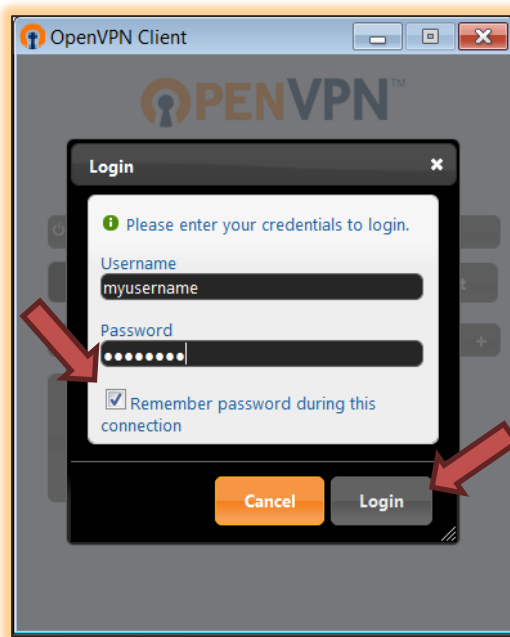 OpenVPN Client
OPENVPN™
Login
Please enter your credentials to login.
Username
myusername
Password
Remember password during this
connection
Cancel
Login